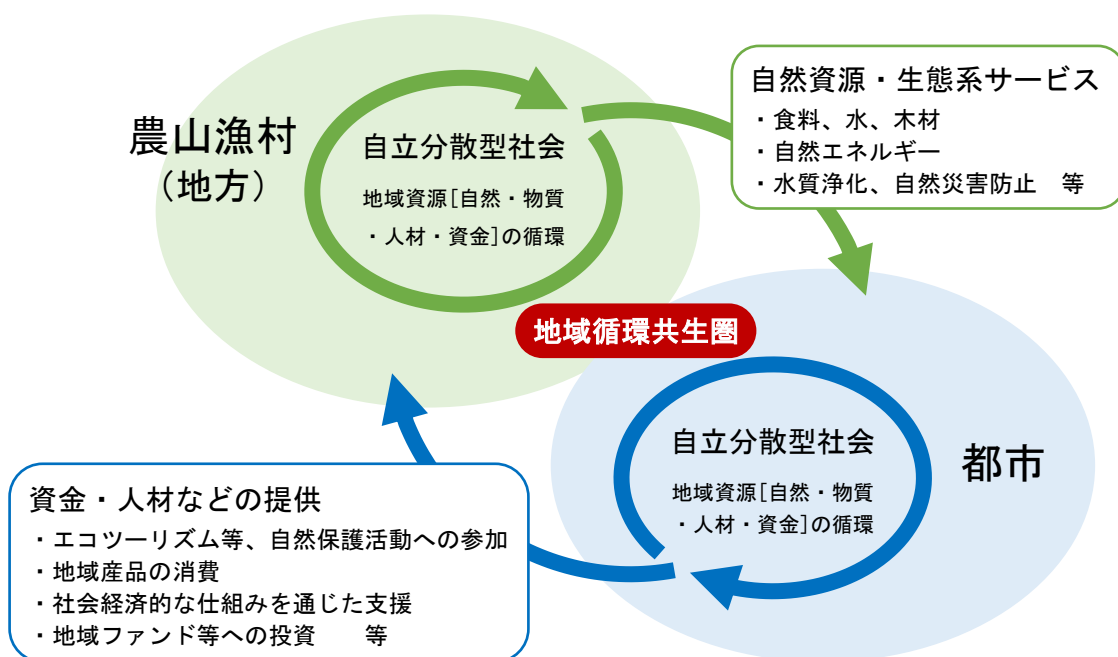 農山漁村
（地方）
自立分散型社会
地域資源[自然・物質
・人材・資金]の循環
自然資源・生態系サービス
・食料、水、木材
・自然エネルギー
・水質浄化、自然災害防止　等
地域循環共生圏
自立分散型社会
地域資源[自然・物質
・人材・資金]の循環
都市
資金・人材などの提供
・エコツーリズム等、自然保護活動への参加
・地域産品の消費
・社会経済的な仕組みを通じた支援
・地域ファンド等への投資　　等